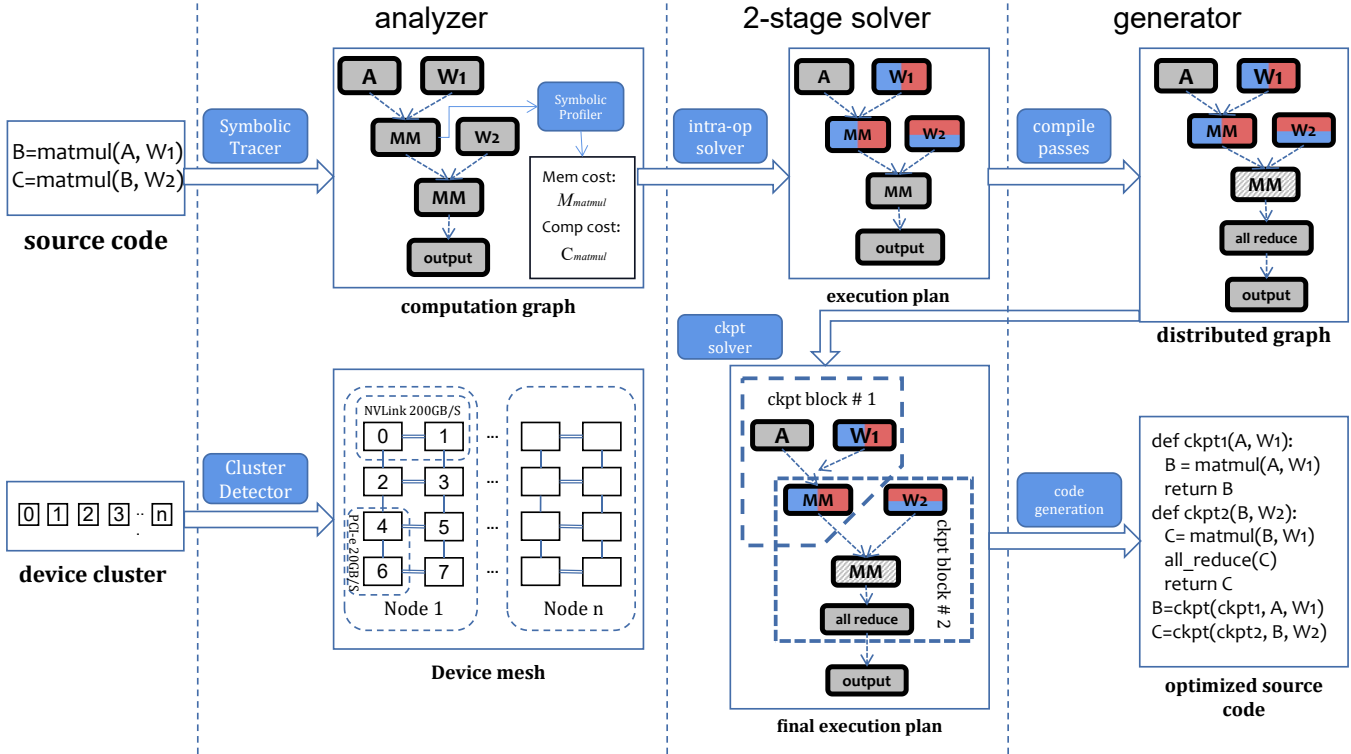 analyzer
2-stage solver
generator
B=matmul(A, W1)
C=matmul(B, W2)
source code
Symbolic
Tracer
A
W1
MM
W2
MM
output
Symbolic
Profiler
Mem cost:
Mmatmul
Comp cost:
Cmatmul
computation graph
intra-op
solver
A
W1
MM
W2
MM
output
execution plan
compile
passes
A
W1
MM
W2
MM
all reduce
output
distributed graph
0 1 2 3 .. n
.
device cluster
Cluster
Detector
NVLink 200GB/S
0 1 ...
2 3
4 5
6 7 ...
PCI-e 20GB/S
Node 1
Node n
Device mesh
ckpt
solver
ckpt block # 1
A
W1
MM
W2
MM
all reduce
ckpt block # 2
output
final execution plan
code
generation
def ckpt1(A, W1):
B = matmul(A, W1)
return B
def ckpt2(B, W2):
C= matmul(B, W1)
all_reduce(C)
return C
B=ckpt(ckpt1, A, W1)
C=ckpt(ckpt2, B, W2)
optimized source
code